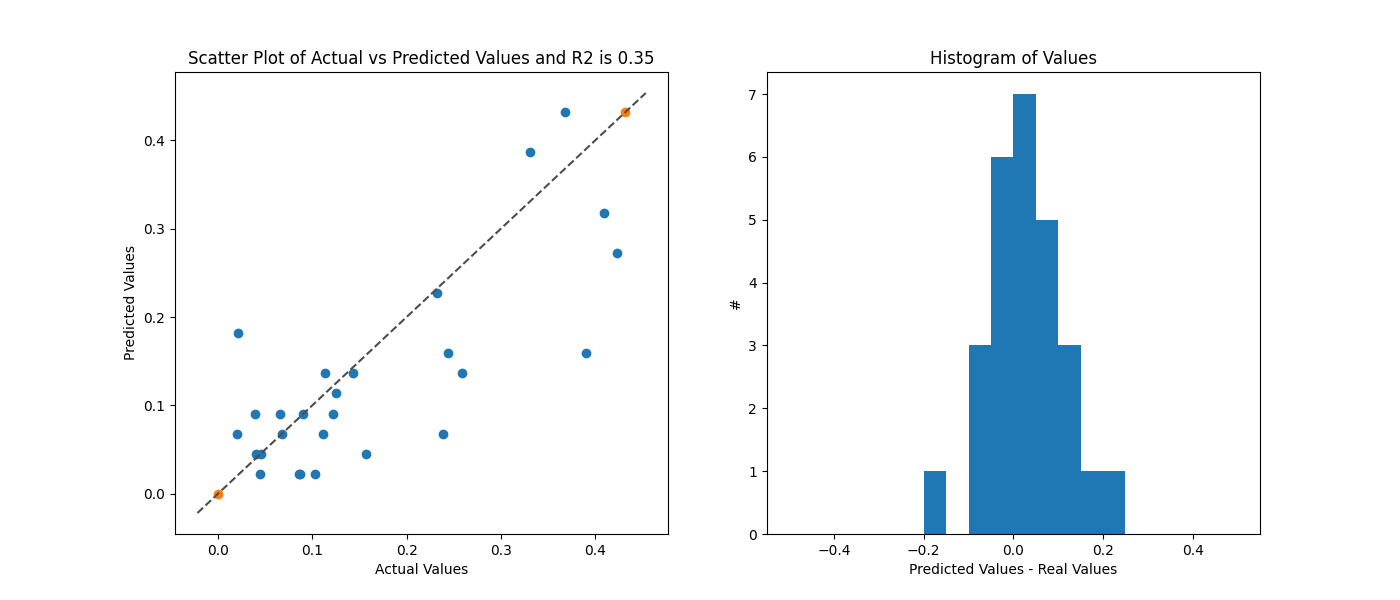 Scatter Plot of Actual vs Predicted Values and R2 is 0.35
Predicted Values
0.4
0.3
0.2
0.1
0.0
0.0 0.1 0.2 0.3 0.4
Actual Values
Histogram of Values
#
7
6
5
4
3
2
1
0
−0.4 −0.2 0.0 0.2 0.4
Predicted Values - Real Values